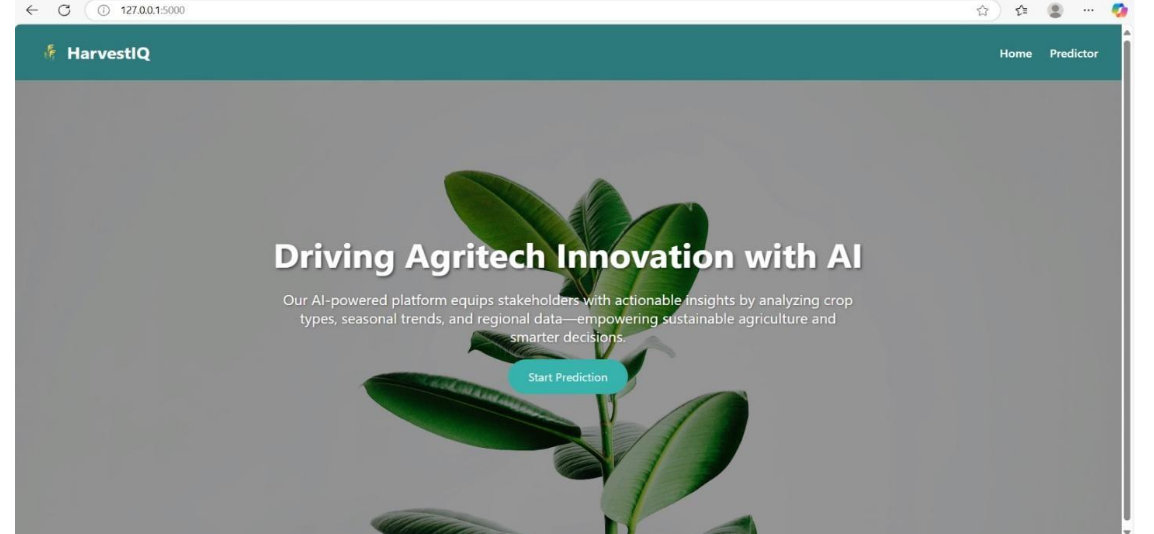 127.0.0.1:5000
HarvestIQ
Home Predictor
Driving Agritech Innovation with AI
Our AI-powered platform equips stakeholders with actionable insights by analyzing crop
types, seasonal trends, and regional data—empowering sustainable agriculture and
smarter decisions.
Start Prediction